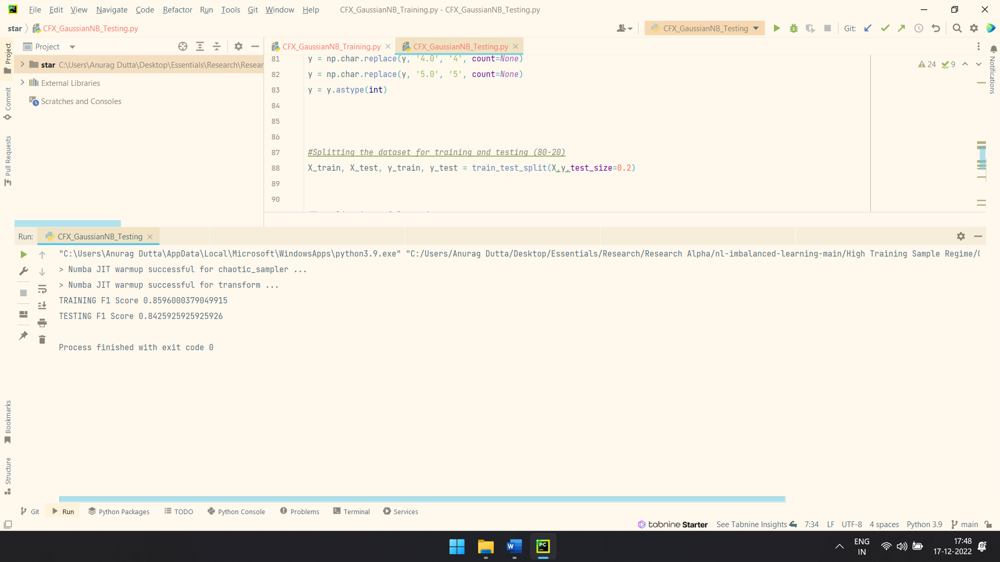 File Edit View Navigate Code Refactor Run Tools Git Window Help CFX_GaussianNB_Training.py - CFX_GaussianNB_Testing.py
star CFX_GaussianNB_Testing.py CFX_GaussianNB_Testing Git:
Project
CFX_GaussianNB_Training.py CFX_GaussianNB_Testing.py
star C:\Users\Anurag Dutta\Desktop\Essentials\Research\Resear
External Libraries
Scratches and Consoles
Project
Commit
Pull Requests
Bookmarks
Structure
Notifications
24 9
81 y = np.char.replace(y, '4.0', '4', count=None)
82 y = np.char.replace(y, '5.0', '5', count=None)
83 y = y.astype(int)
84
85
86
87 #Splitting the dataset for training and testing (80-20)
88 X_train, X_test, y_train, y_test = train_test_split(X,y,test_size=0.2)
89
90
Run: CFX_GaussianNB_Testing
"C:\Users\Anurag Dutta\AppData\Local\Microsoft\WindowsApps\python3.9.exe" "C:/Users/Anurag Dutta/Desktop/Essentials/Research/Research Alpha/nl-imbalanced-learning-main/High Training Sample Regime/
> Numba JIT warmup successful for chaotic_sampler ...
> Numba JIT warmup successful for transform ...
TRAINING F1 Score 0.8596000379049915
TESTING F1 Score 0.8425925925925926
Process finished with exit code 0
Git Run Python Packages TODO Python Console Problems Terminal Services
tabnine Starter See Tabnine Insights 7:34 LF UTF-8 4 spaces Python 3.9 main
ENG
IN
17:48
17-12-2022